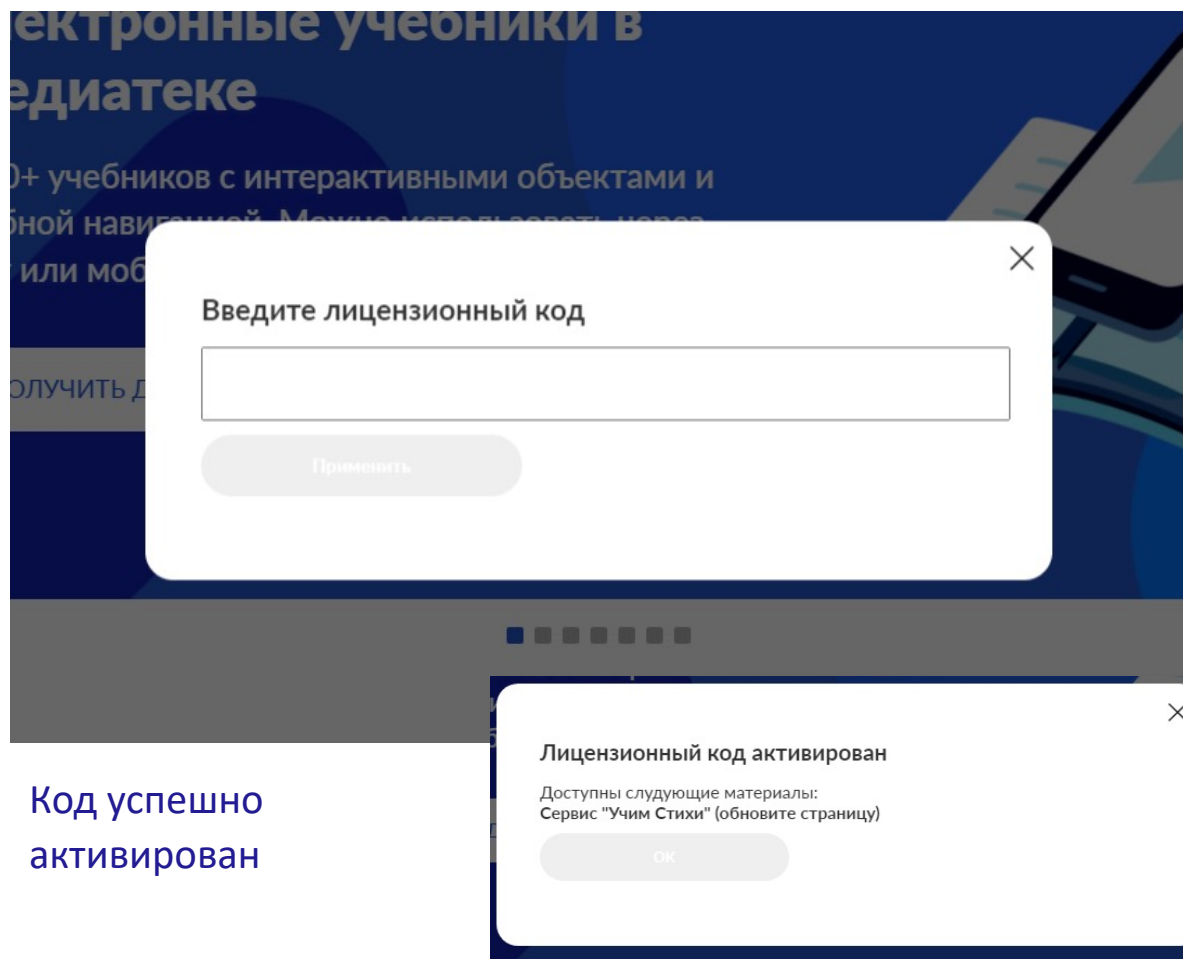 ектронные учебники в
едиатеке
0+ учебников с интерактивными объектами и
бной навигацией. Можно использовать через
или моб
Введите лицензионный код
ОЛУЧИТЬ Д
Применить
Лицензионный код активирован
Доступны слудующие материалы:
Сервис "Учим Стихи" (обновите страницу)
ОК
Код успешно
активирован